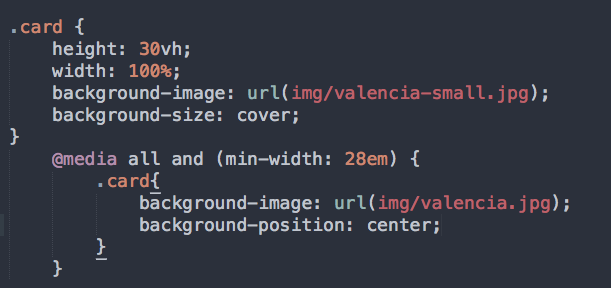 .card {
    height: 30vh;
    width: 100%;
    background-image: url(img/valencia-small.jpg);
    background-size: cover;
}
    @media all and (min-width: 28em) {
        .card{
            background-image: url(img/valencia.jpg);
            background-position: center;
        }
    }